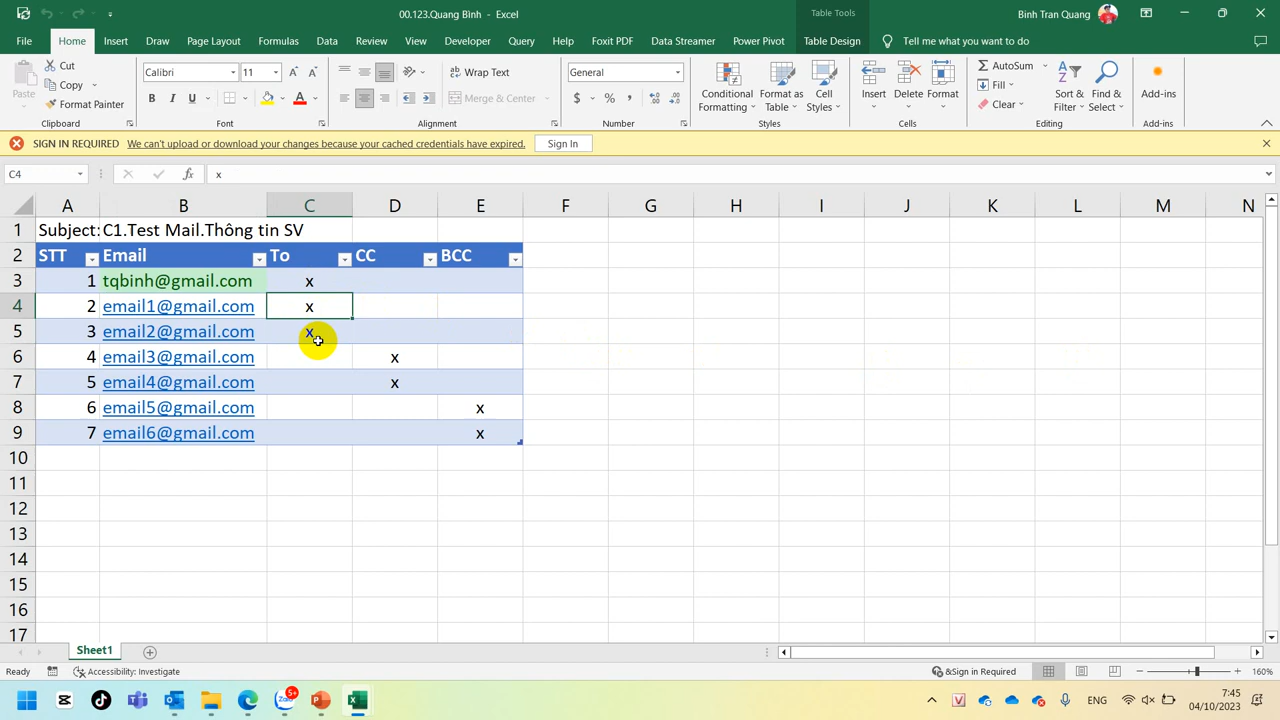 00.123.Quang Bình - Excel
Table Tools
Binh Tran Quang
File Home Insert Draw Page Layout Formulas Data Review View Developer Query Help Foxit PDF Data Streamer Power Pivot Table Design Tell me what you want to do
Paste
Cut
Copy
Format Painter
Clipboard
Calibri 11
B I U
A
Font
Wrap Text
Merge & Center
Alignment
General
$ % ,
Number
Conditional Formatting
Format as Table
Cell Styles
Styles
Insert Delete Format
Cells
AutoSum
Fill
Clear
Sort & Filter
Find & Select
Editing
Add-ins
Add-ins
SIGN IN REQUIRED We can't upload or download your changes because your cached credentials have expired. Sign In
C4 fx x
A B C D E F G H I J K L M N
1 Subject: C1.Test Mail.Thông tin SV
2 STT Email To CC BCC
3 1 tqbinh@gmail.com x
4 2 email1@gmail.com x
5 3 email2@gmail.com x
6 4 email3@gmail.com x
7 5 email4@gmail.com x
8 6 email5@gmail.com x
9 7 email6@gmail.com x
10
11
12
13
14
15
16
17
Sheet1
Ready Accessibility: Investigate &Sign in Required 160%
Zalo 5+
ENG
7:45
04/10/2023